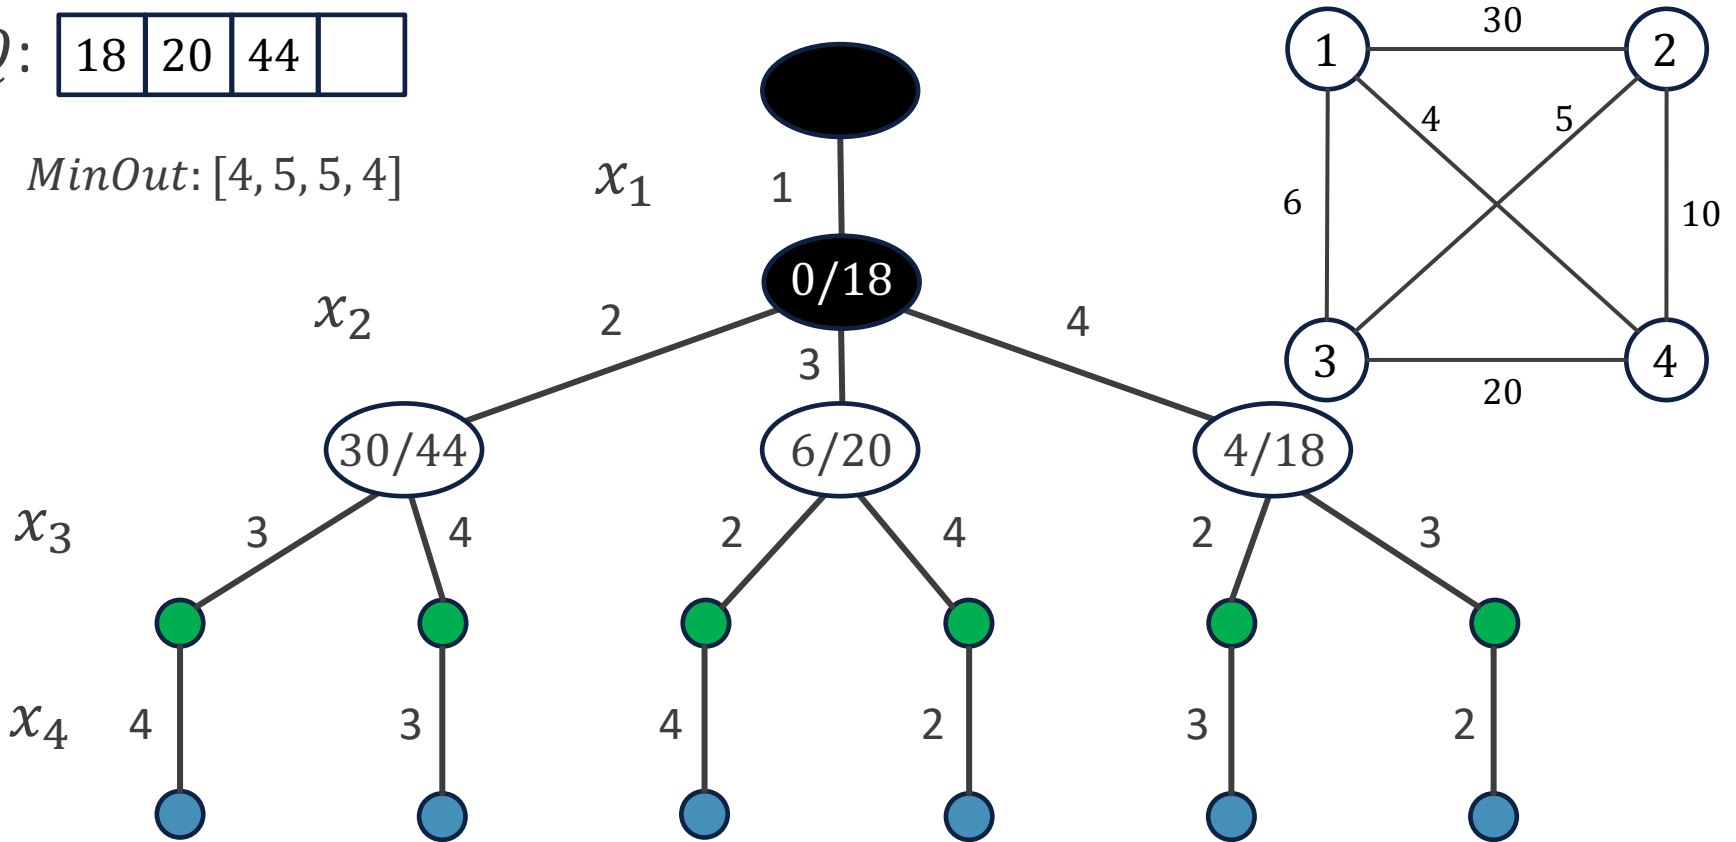 Q: 18 20 44
MinOut: [4, 5, 5, 4]
1 30 2
4 5
6 10
3 20 4
x₁ 1
0/18
x₂ 2 3 4
30/44 6/20 4/18
x₃ 3 4 2 4 2 3
x₄ 4 3 4 2 3 2